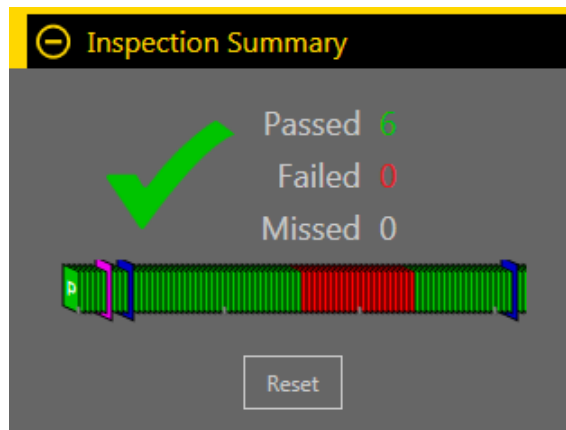 Inspection Summary
Passed 6
Failed 0
Missed 0
p
Reset